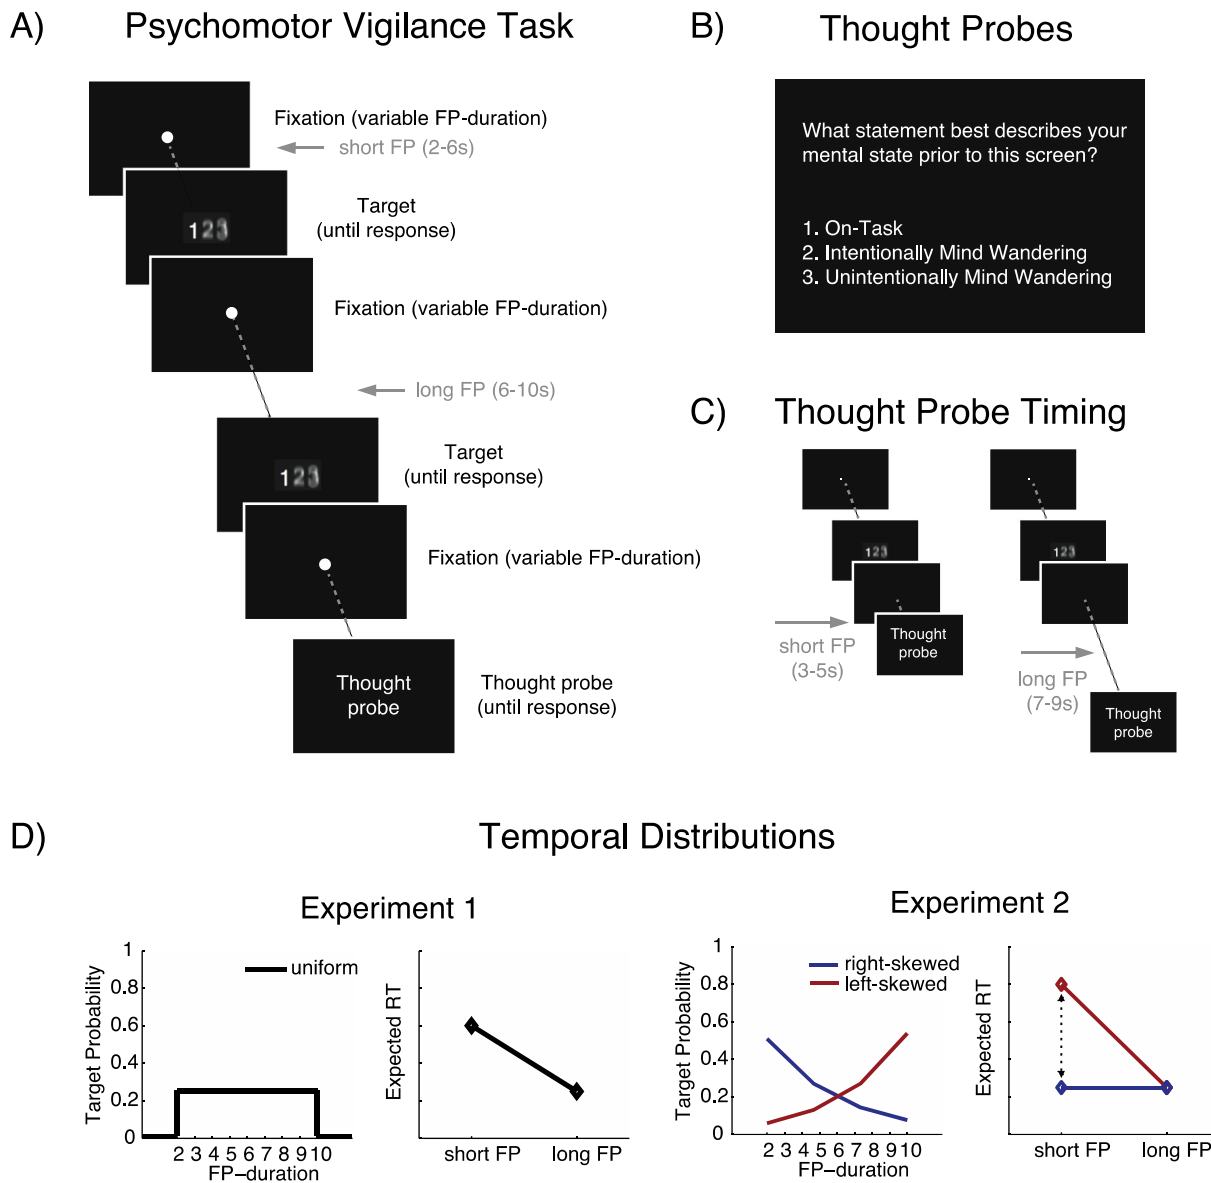 A) Psychomotor Vigilance Task
Fixation (variable FP-duration)
short FP (2-6s)
123
Target
(until response)
Fixation (variable FP-duration)
long FP (6-10s)
123
Target
(until response)
Fixation (variable FP-duration)
Thought
probe
Thought probe
(until response)
B) Thought Probes
What statement best describes your
mental state prior to this screen?
1. On-Task
2. Intentionally Mind Wandering
3. Unintentionally Mind Wandering
C) Thought Probe Timing
123
short FP
(3-5s)
Thought
probe
123
long FP
(7-9s)
Thought
probe
D) Temporal Distributions
Experiment 1
Target Probability
1
0.8
0.6
0.4
0.2
0
uniform
2 3 4 5 6 7 8 9 10
FP–duration
Expected RT
short FP long FP
Experiment 2
Target Probability
1
0.8
0.6
0.4
0.2
0
right-skewed
left-skewed
2 3 4 5 6 7 8 9 10
FP–duration
Expected RT
short FP long FP